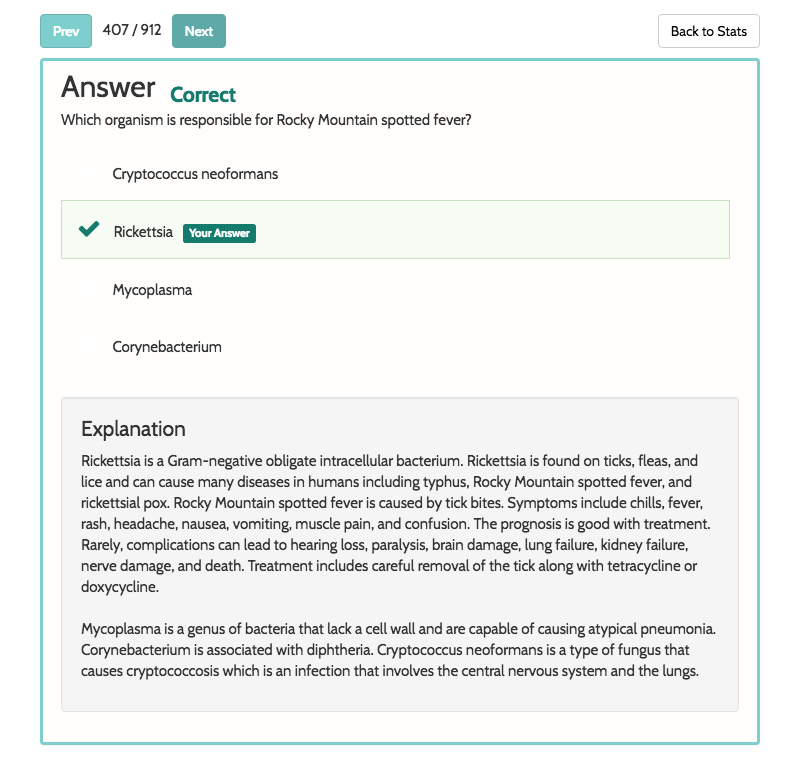 Prev 407 / 912 Next Back to Stats
Answer Correct
Which organism is responsible for Rocky Mountain spotted fever?
Cryptococcus neoformans
Rickettsia Your Answer
Mycoplasma
Corynebacterium
Explanation
Rickettsia is a Gram-negative obligate intracellular bacterium. Rickettsia is found on ticks, fleas, and
lice and can cause many diseases in humans including typhus, Rocky Mountain spotted fever, and
rickettsial pox. Rocky Mountain spotted fever is caused by tick bites. Symptoms include chills, fever,
rash, headache, nausea, vomiting, muscle pain, and confusion. The prognosis is good with treatment.
Rarely, complications can lead to hearing loss, paralysis, brain damage, lung failure, kidney failure,
nerve damage, and death. Treatment includes careful removal of the tick along with tetracycline or
doxycycline.
Mycoplasma is a genus of bacteria that lack a cell wall and are capable of causing atypical pneumonia.
Corynebacterium is associated with diphtheria. Cryptococcus neoformans is a type of fungus that
causes cryptococcosis which is an infection that involves the central nervous system and the lungs.